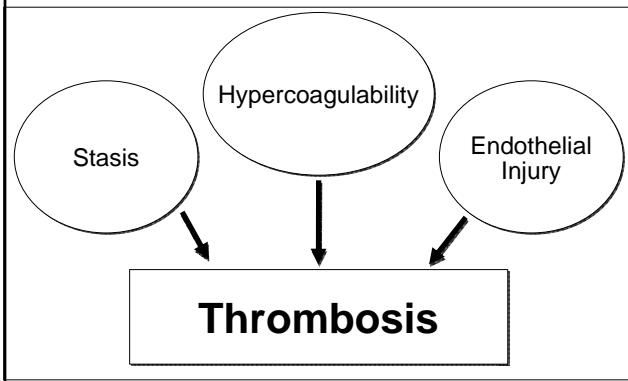 Hypercoagulability
Stasis
Endothelial
Injury
Thrombosis